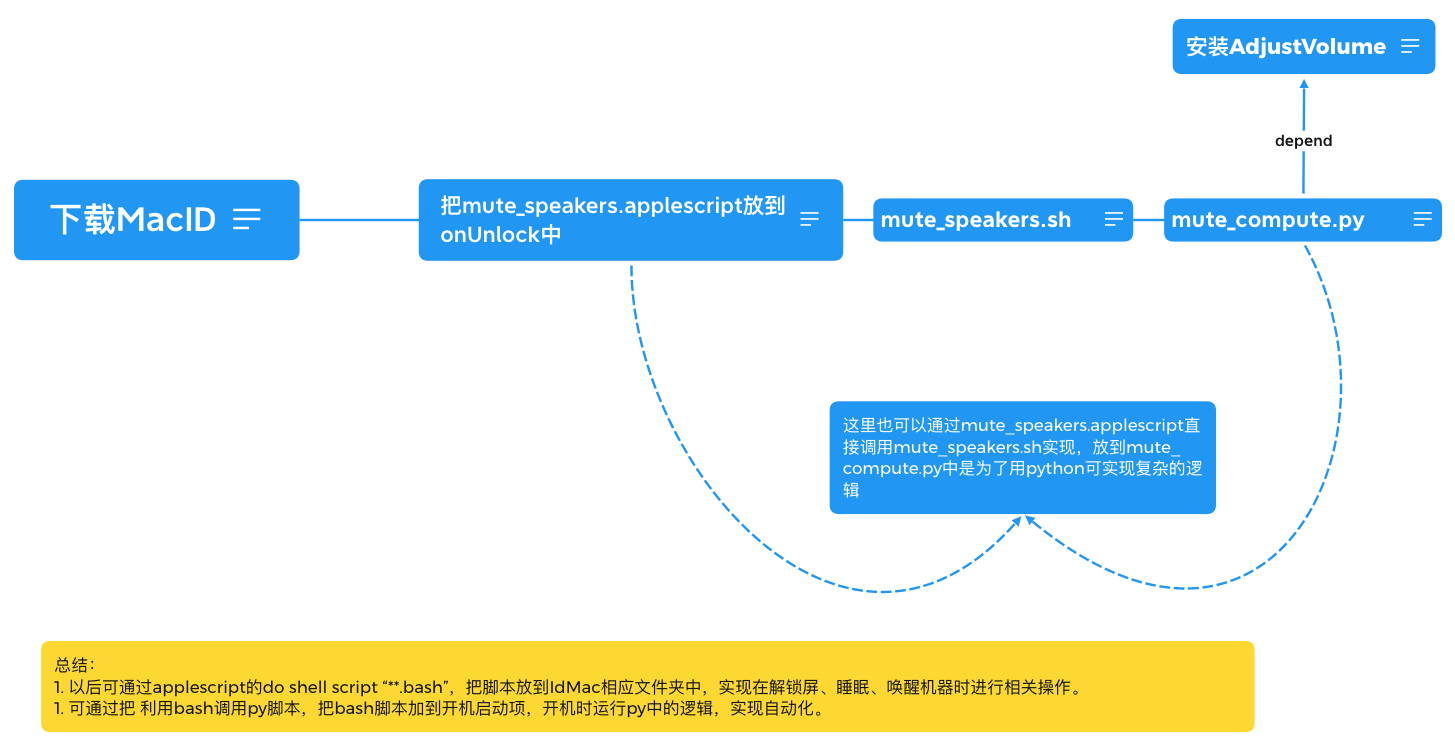 安装AdjustVolume
depend
下载MacID
把mute_speakers.applescript放到
onUnlock中
mute_speakers.sh
mute_compute.py
这里也可以通过mute_speakers.applescript直
接调用mute_speakers.sh实现，放到mute_
compute.py中是为了用python可实现复杂的逻
辑
总结：
1. 以后可通过applescript的do shell script “**.bash”，把脚本放到IdMac相应文件夹中，实现在解锁屏、睡眠、唤醒机器时进行相关操作。
1. 可通过把 利用bash调用py脚本，把bash脚本加到开机启动项，开机时运行py中的逻辑，实现自动化。